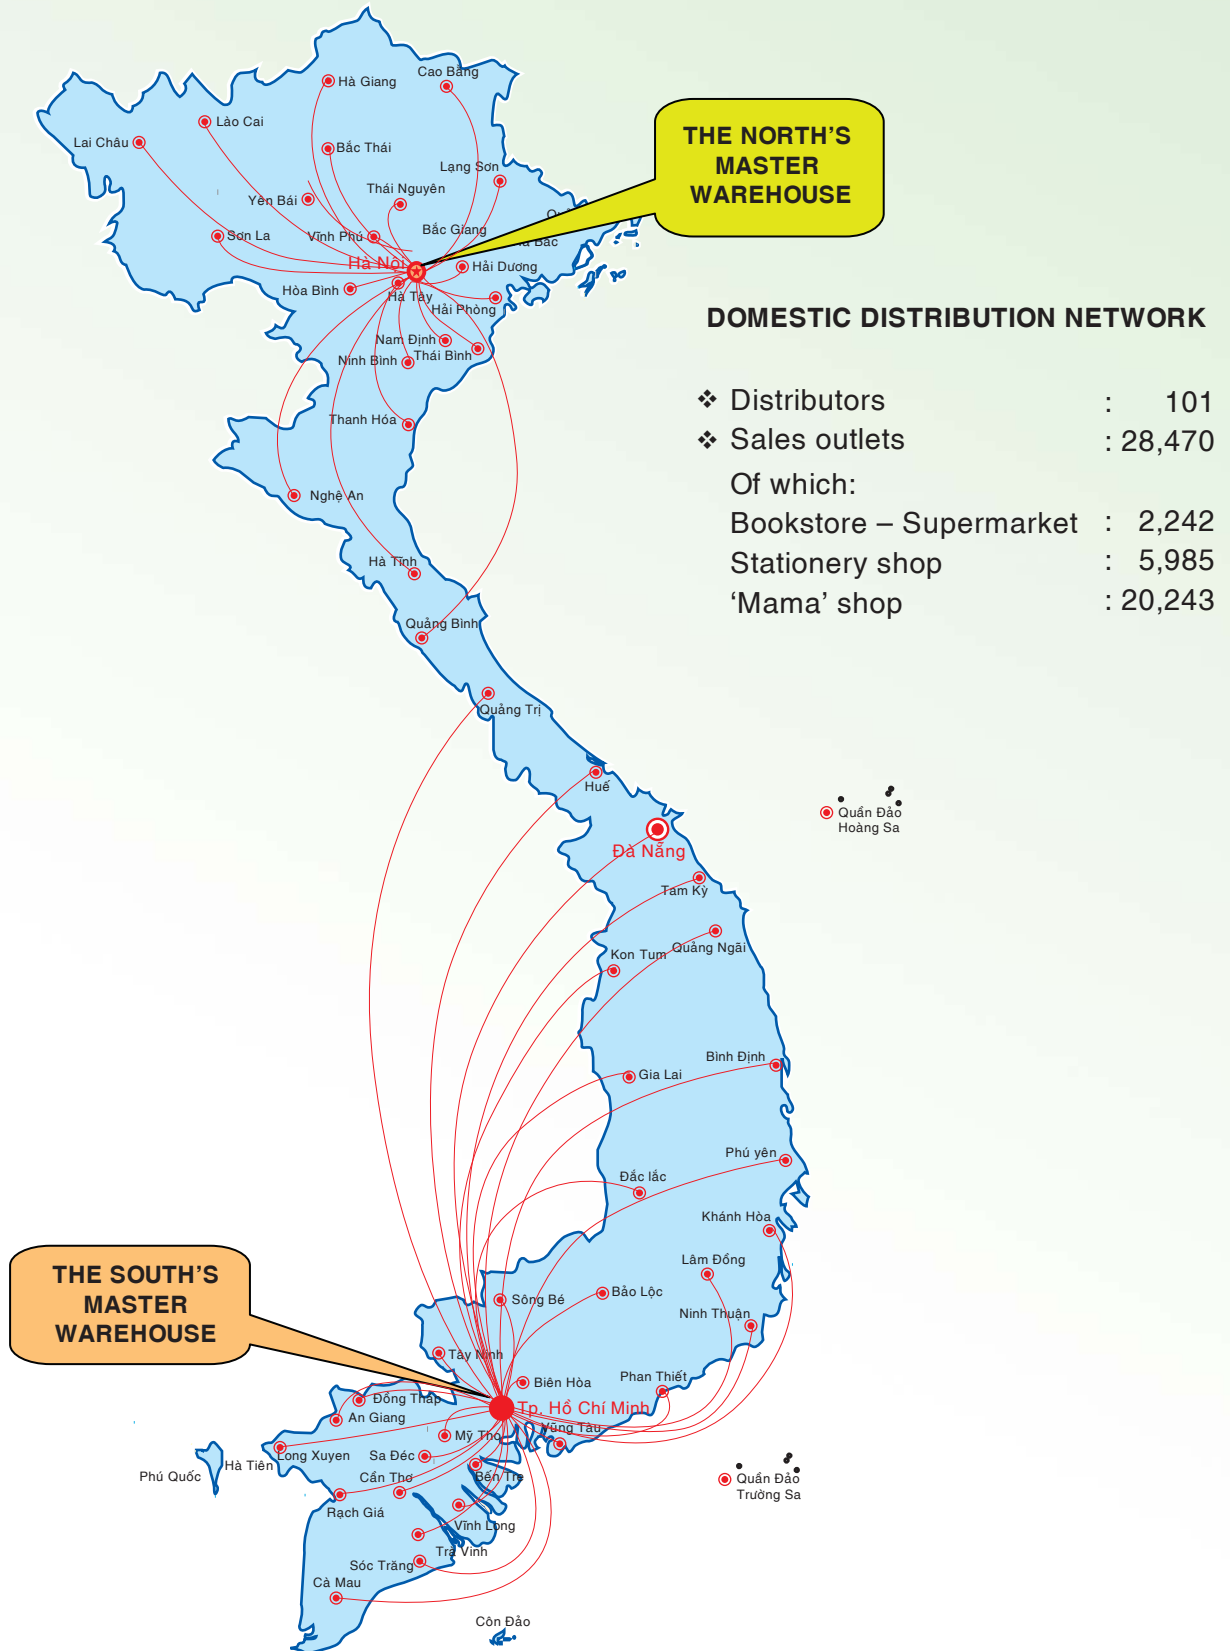 Hà Giang
Cao Bằng
Lào Cai
Lai Châu
Bắc Thái
THE NORTH'S
MASTER
WAREHOUSE
Lạng Sơn
Thái Nguyên
Yên Bái
Bắc Giang
Sơn La
Vĩnh Phú
Bắc
Hà Nội
Hải Dương
Hòa Bình
Hà Tây
Hải Phòng
DOMESTIC DISTRIBUTION NETWORK
Nam Định
Ninh Bình
Thái Bình
❖ Distributors : 101
Thanh Hóa
❖ Sales outlets : 28,470
Of which:
Nghệ An
Bookstore – Supermarket : 2,242
Stationery shop : 5,985
Hà Tĩnh
'Mama' shop : 20,243
Quảng Bình
Quảng Trị
Huế
Quần Đảo
Hoàng Sa
Đà Nẵng
Tam Kỳ
Quảng Ngãi
Kon Tum
Bình Định
Gia Lai
Phú yên
Đắc lắc
Khánh Hòa
Lâm Đồng
THE SOUTH'S
MASTER
WAREHOUSE
Sông Bé
Bảo Lộc
Ninh Thuận
Tây Ninh
Biên Hòa
Phan Thiết
Đồng Tháp
Tp. Hồ Chí Minh
An Giang
Vũng Tàu
Mỹ Tho
Long Xuyen
Sa Đéc
Hà Tiên
Phú Quốc
Cần Thơ
Bến Tre
Quần Đảo
Trường Sa
Rạch Giá
Vĩnh Long
Trà Vinh
Sóc Trăng
Cà Mau
Côn Đảo